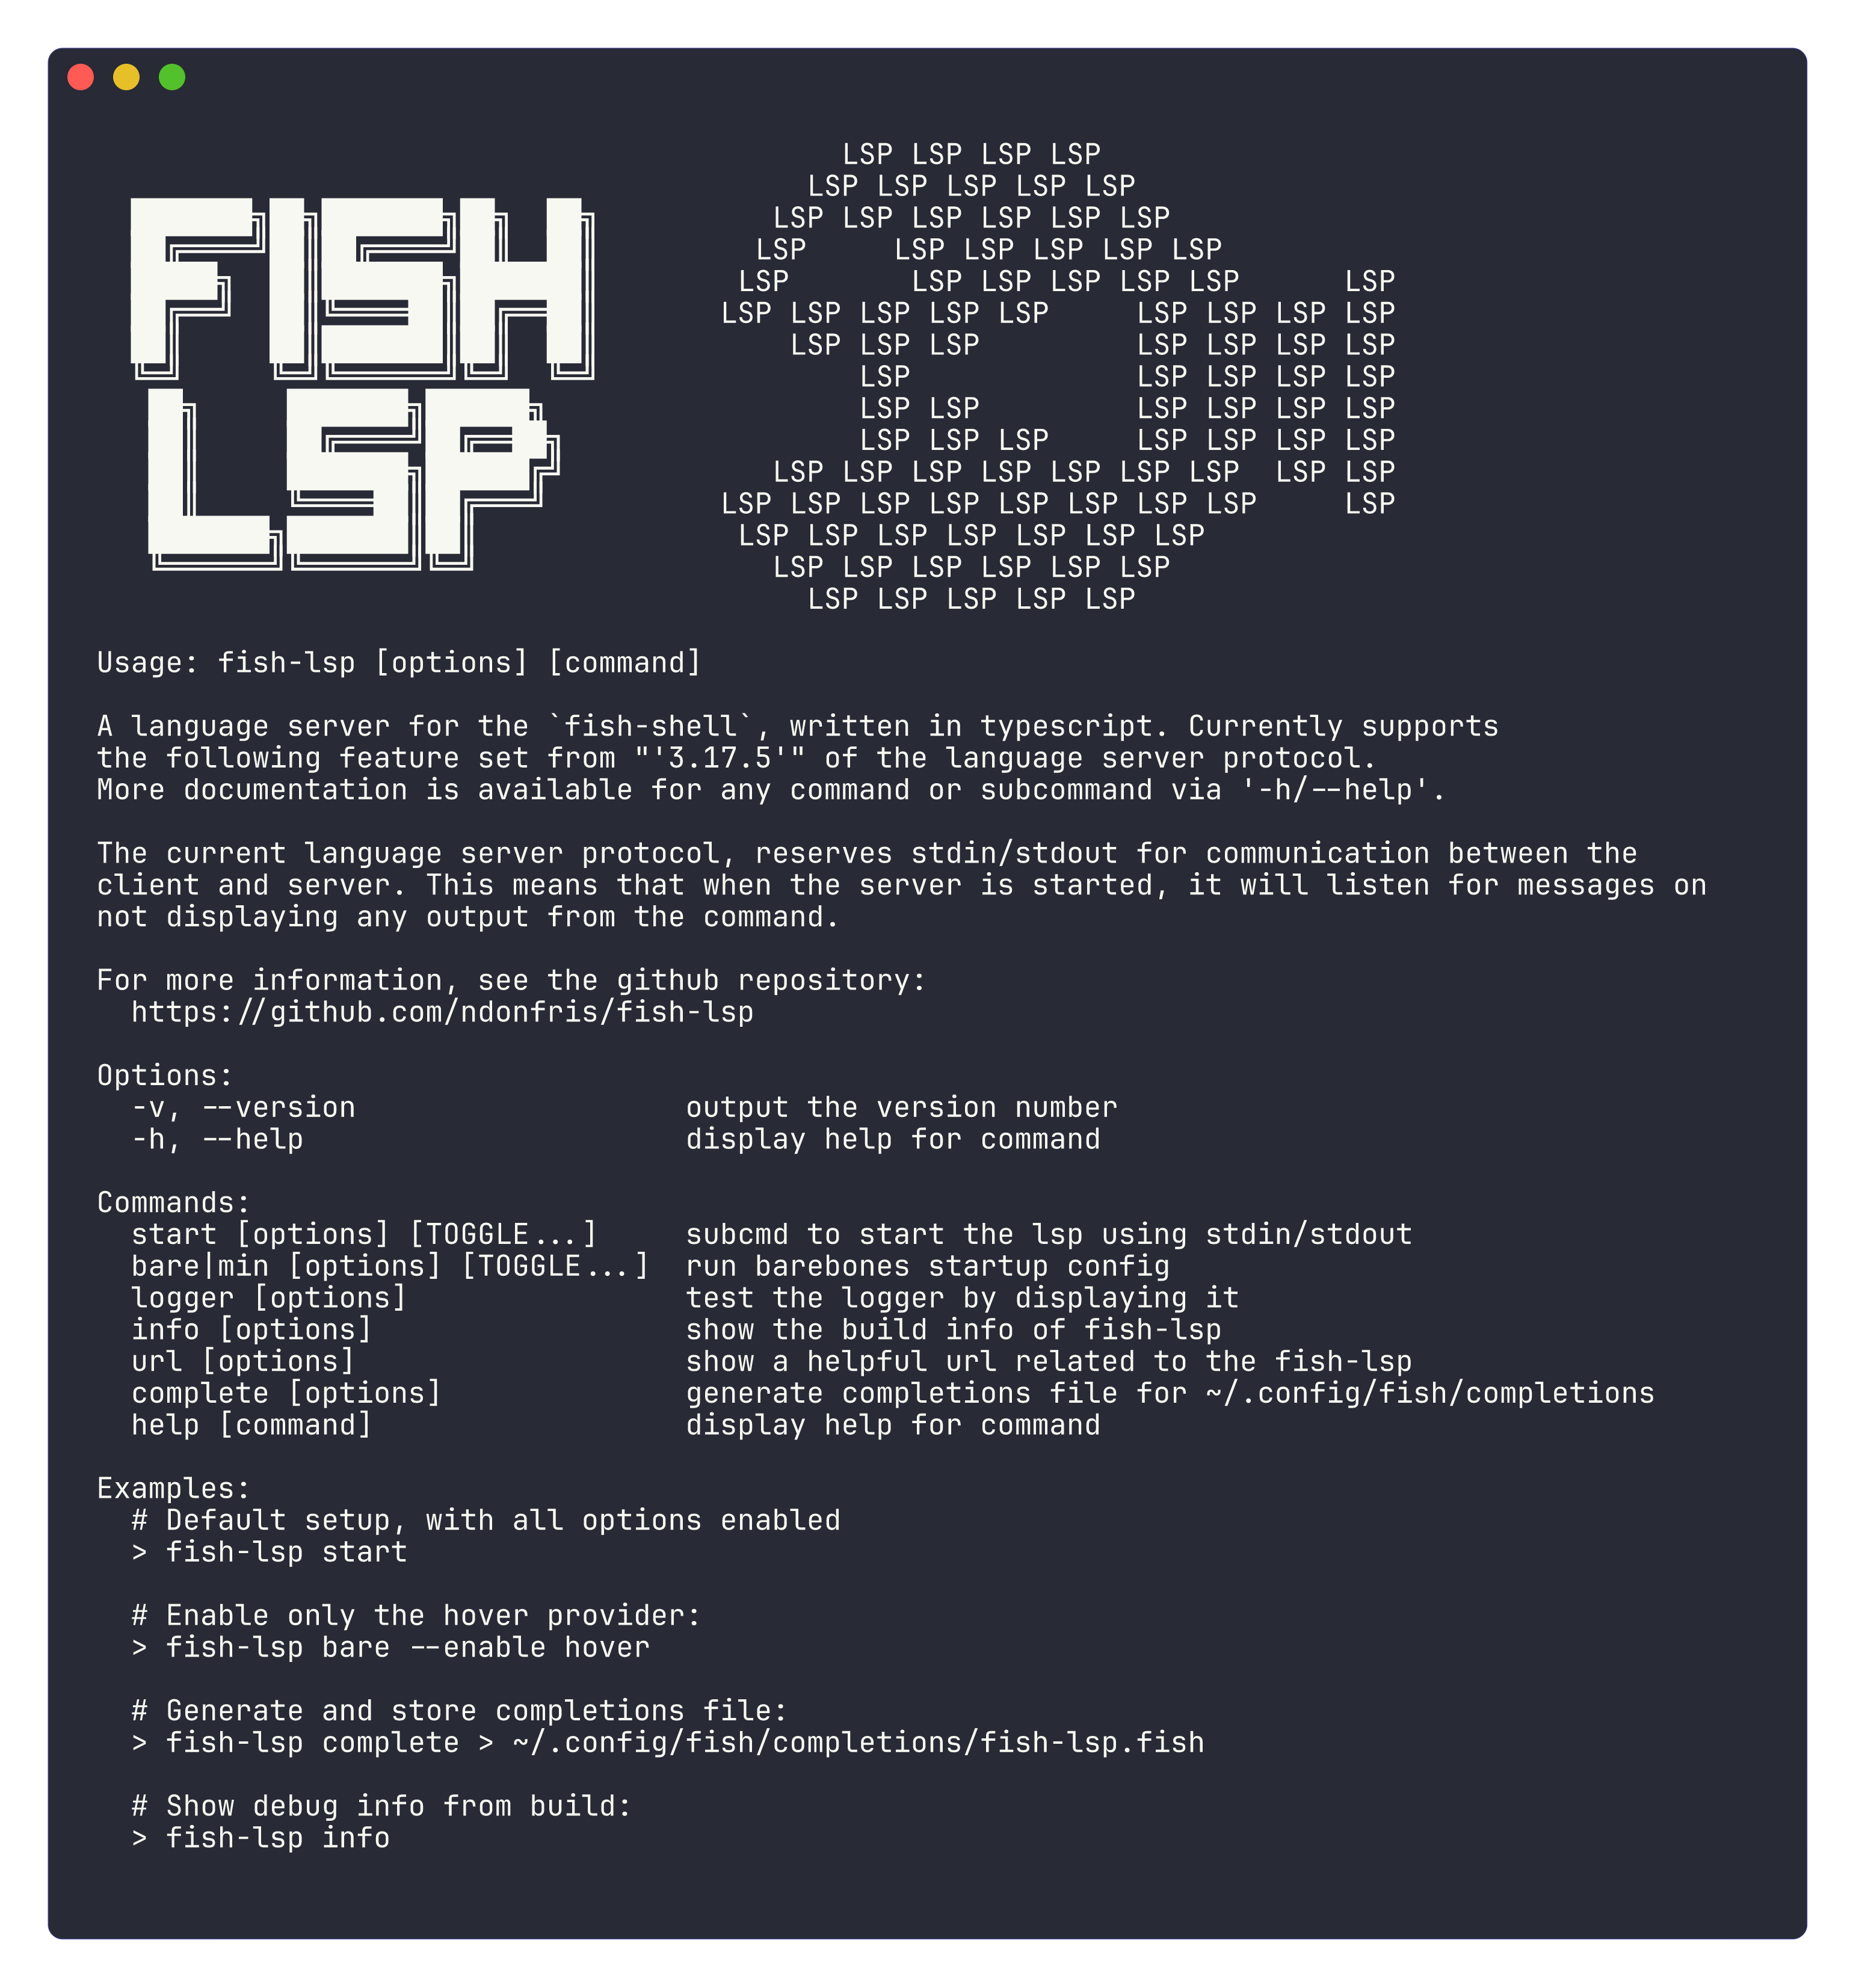 LSP LSP LSP LSP
LSP LSP LSP LSP LSP
LSP LSP LSP LSP LSP LSP
LSP LSP LSP LSP LSP LSP
LSP LSP LSP LSP LSP LSP LSP
LSP LSP LSP LSP LSP LSP LSP LSP LSP
LSP LSP LSP LSP LSP LSP LSP
LSP LSP LSP LSP LSP
LSP LSP LSP LSP LSP LSP
LSP LSP LSP LSP LSP LSP LSP
LSP LSP LSP LSP LSP LSP LSP LSP LSP
LSP LSP LSP LSP LSP LSP LSP LSP LSP
LSP LSP LSP LSP LSP LSP LSP
LSP LSP LSP LSP LSP LSP
LSP LSP LSP LSP LSP
FISH
LSP
Usage: fish-lsp [options] [command]
A language server for the `fish-shell`, written in typescript. Currently supports
the following feature set from "'3.17.5'" of the language server protocol.
More documentation is available for any command or subcommand via '-h/--help'.
The current language server protocol, reserves stdin/stdout for communication between the
client and server. This means that when the server is started, it will listen for messages on
not displaying any output from the command.
For more information, see the github repository:
https://github.com/ndonfris/fish-lsp
Options:
-v, --version output the version number
-h, --help display help for command
Commands:
start [options] [TOGGLE...] subcmd to start the lsp using stdin/stdout
bare|min [options] [TOGGLE...] run barebones startup config
logger [options] test the logger by displaying it
info [options] show the build info of fish-lsp
url [options] show a helpful url related to the fish-lsp
complete [options] generate completions file for ~/.config/fish/completions
help [command] display help for command
Examples:
# Default setup, with all options enabled
> fish-lsp start
# Enable only the hover provider:
> fish-lsp bare --enable hover
# Generate and store completions file:
> fish-lsp complete > ~/.config/fish/completions/fish-lsp.fish
# Show debug info from build:
> fish-lsp info